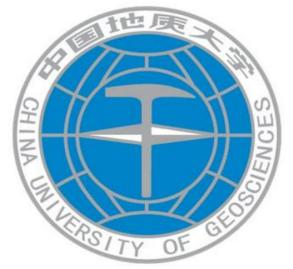 中国地质大学
CHINA UNIVERSITY OF GEOSCIENCES